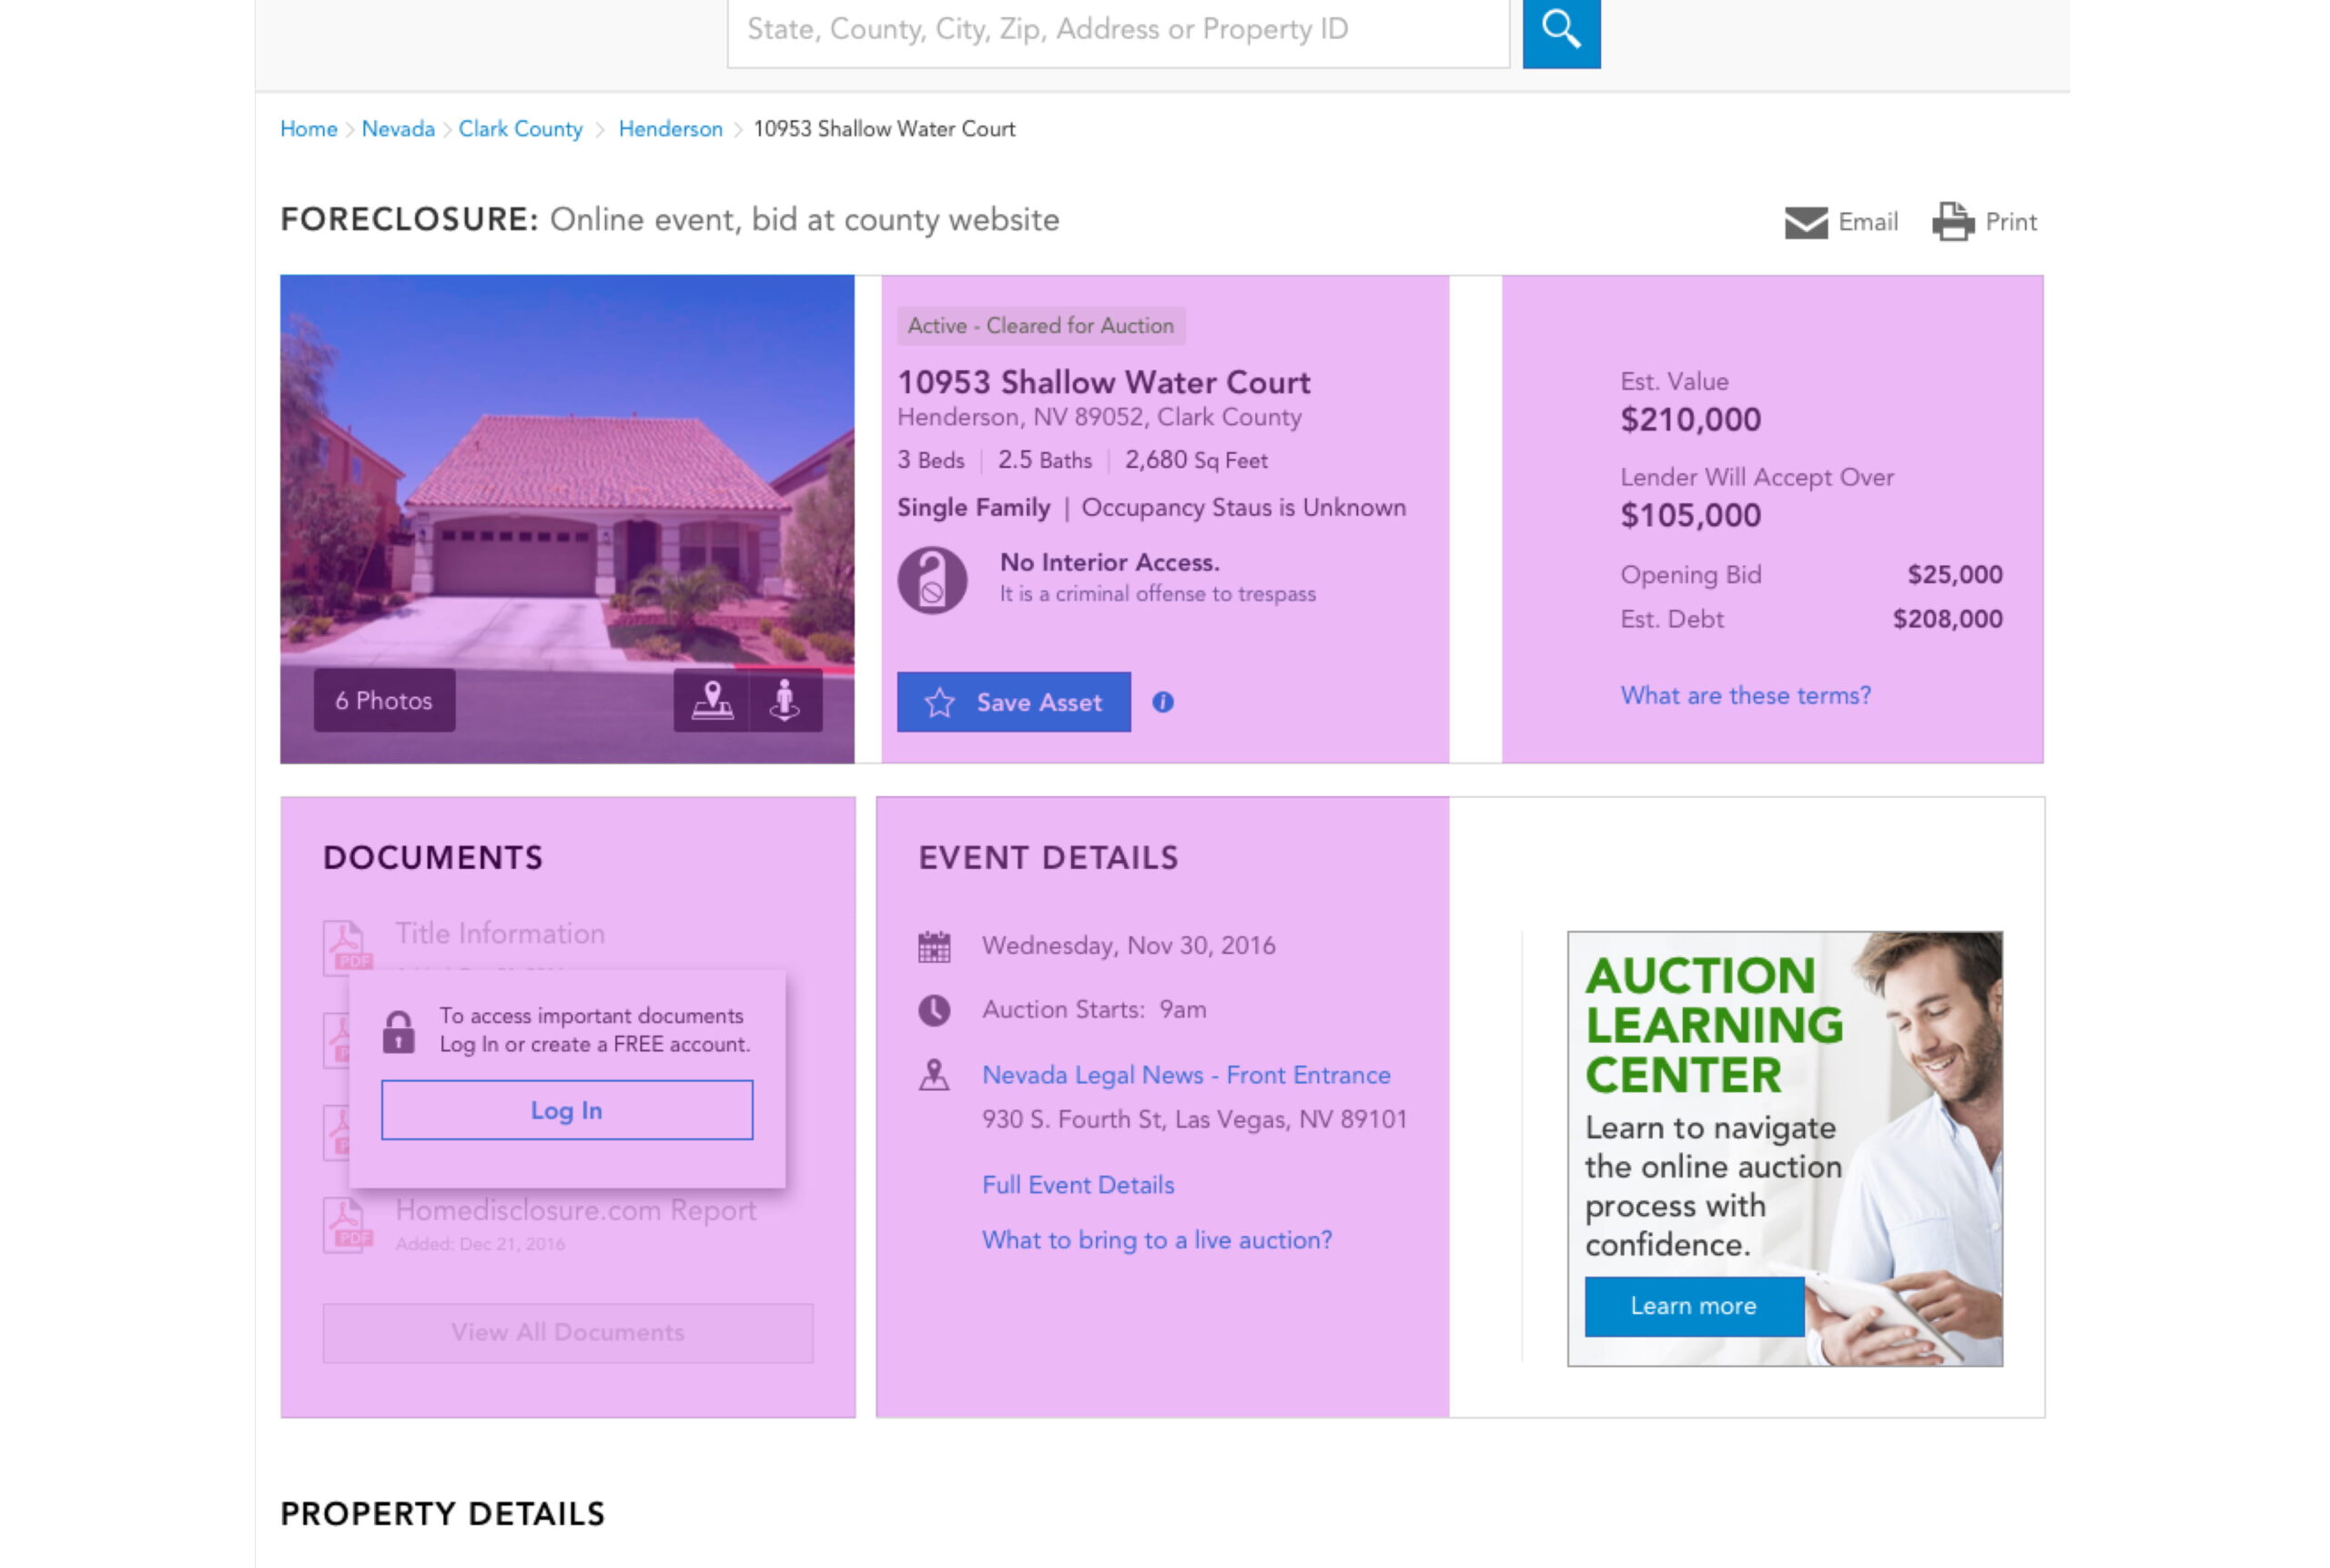 State, County, City, Zip, Address or Property ID
Home > Nevada > Clark County > Henderson > 10953 Shallow Water Court
FORECLOSURE: Online event, bid at county website
Email
Print
6 Photos
Active - Cleared for Auction
10953 Shallow Water Court
Henderson, NV 89052, Clark County
3 Beds | 2.5 Baths | 2,680 Sq Feet
Single Family | Occupancy Staus is Unknown
No Interior Access.
It is a criminal offense to trespass
Save Asset
i
Est. Value
$210,000
Lender Will Accept Over
$105,000
Opening Bid $25,000
Est. Debt $208,000
What are these terms?
DOCUMENTS
PDF
Title Information
To access important documents
Log In or create a FREE account.
Log In
PDF
Homedisclosure.com Report
Added: Dec 21, 2016
View All Documents
EVENT DETAILS
Wednesday, Nov 30, 2016
Auction Starts: 9am
Nevada Legal News - Front Entrance
930 S. Fourth St, Las Vegas, NV 89101
Full Event Details
What to bring to a live auction?
AUCTION
LEARNING
CENTER
Learn to navigate
the online auction
process with
confidence.
Learn more
PROPERTY DETAILS